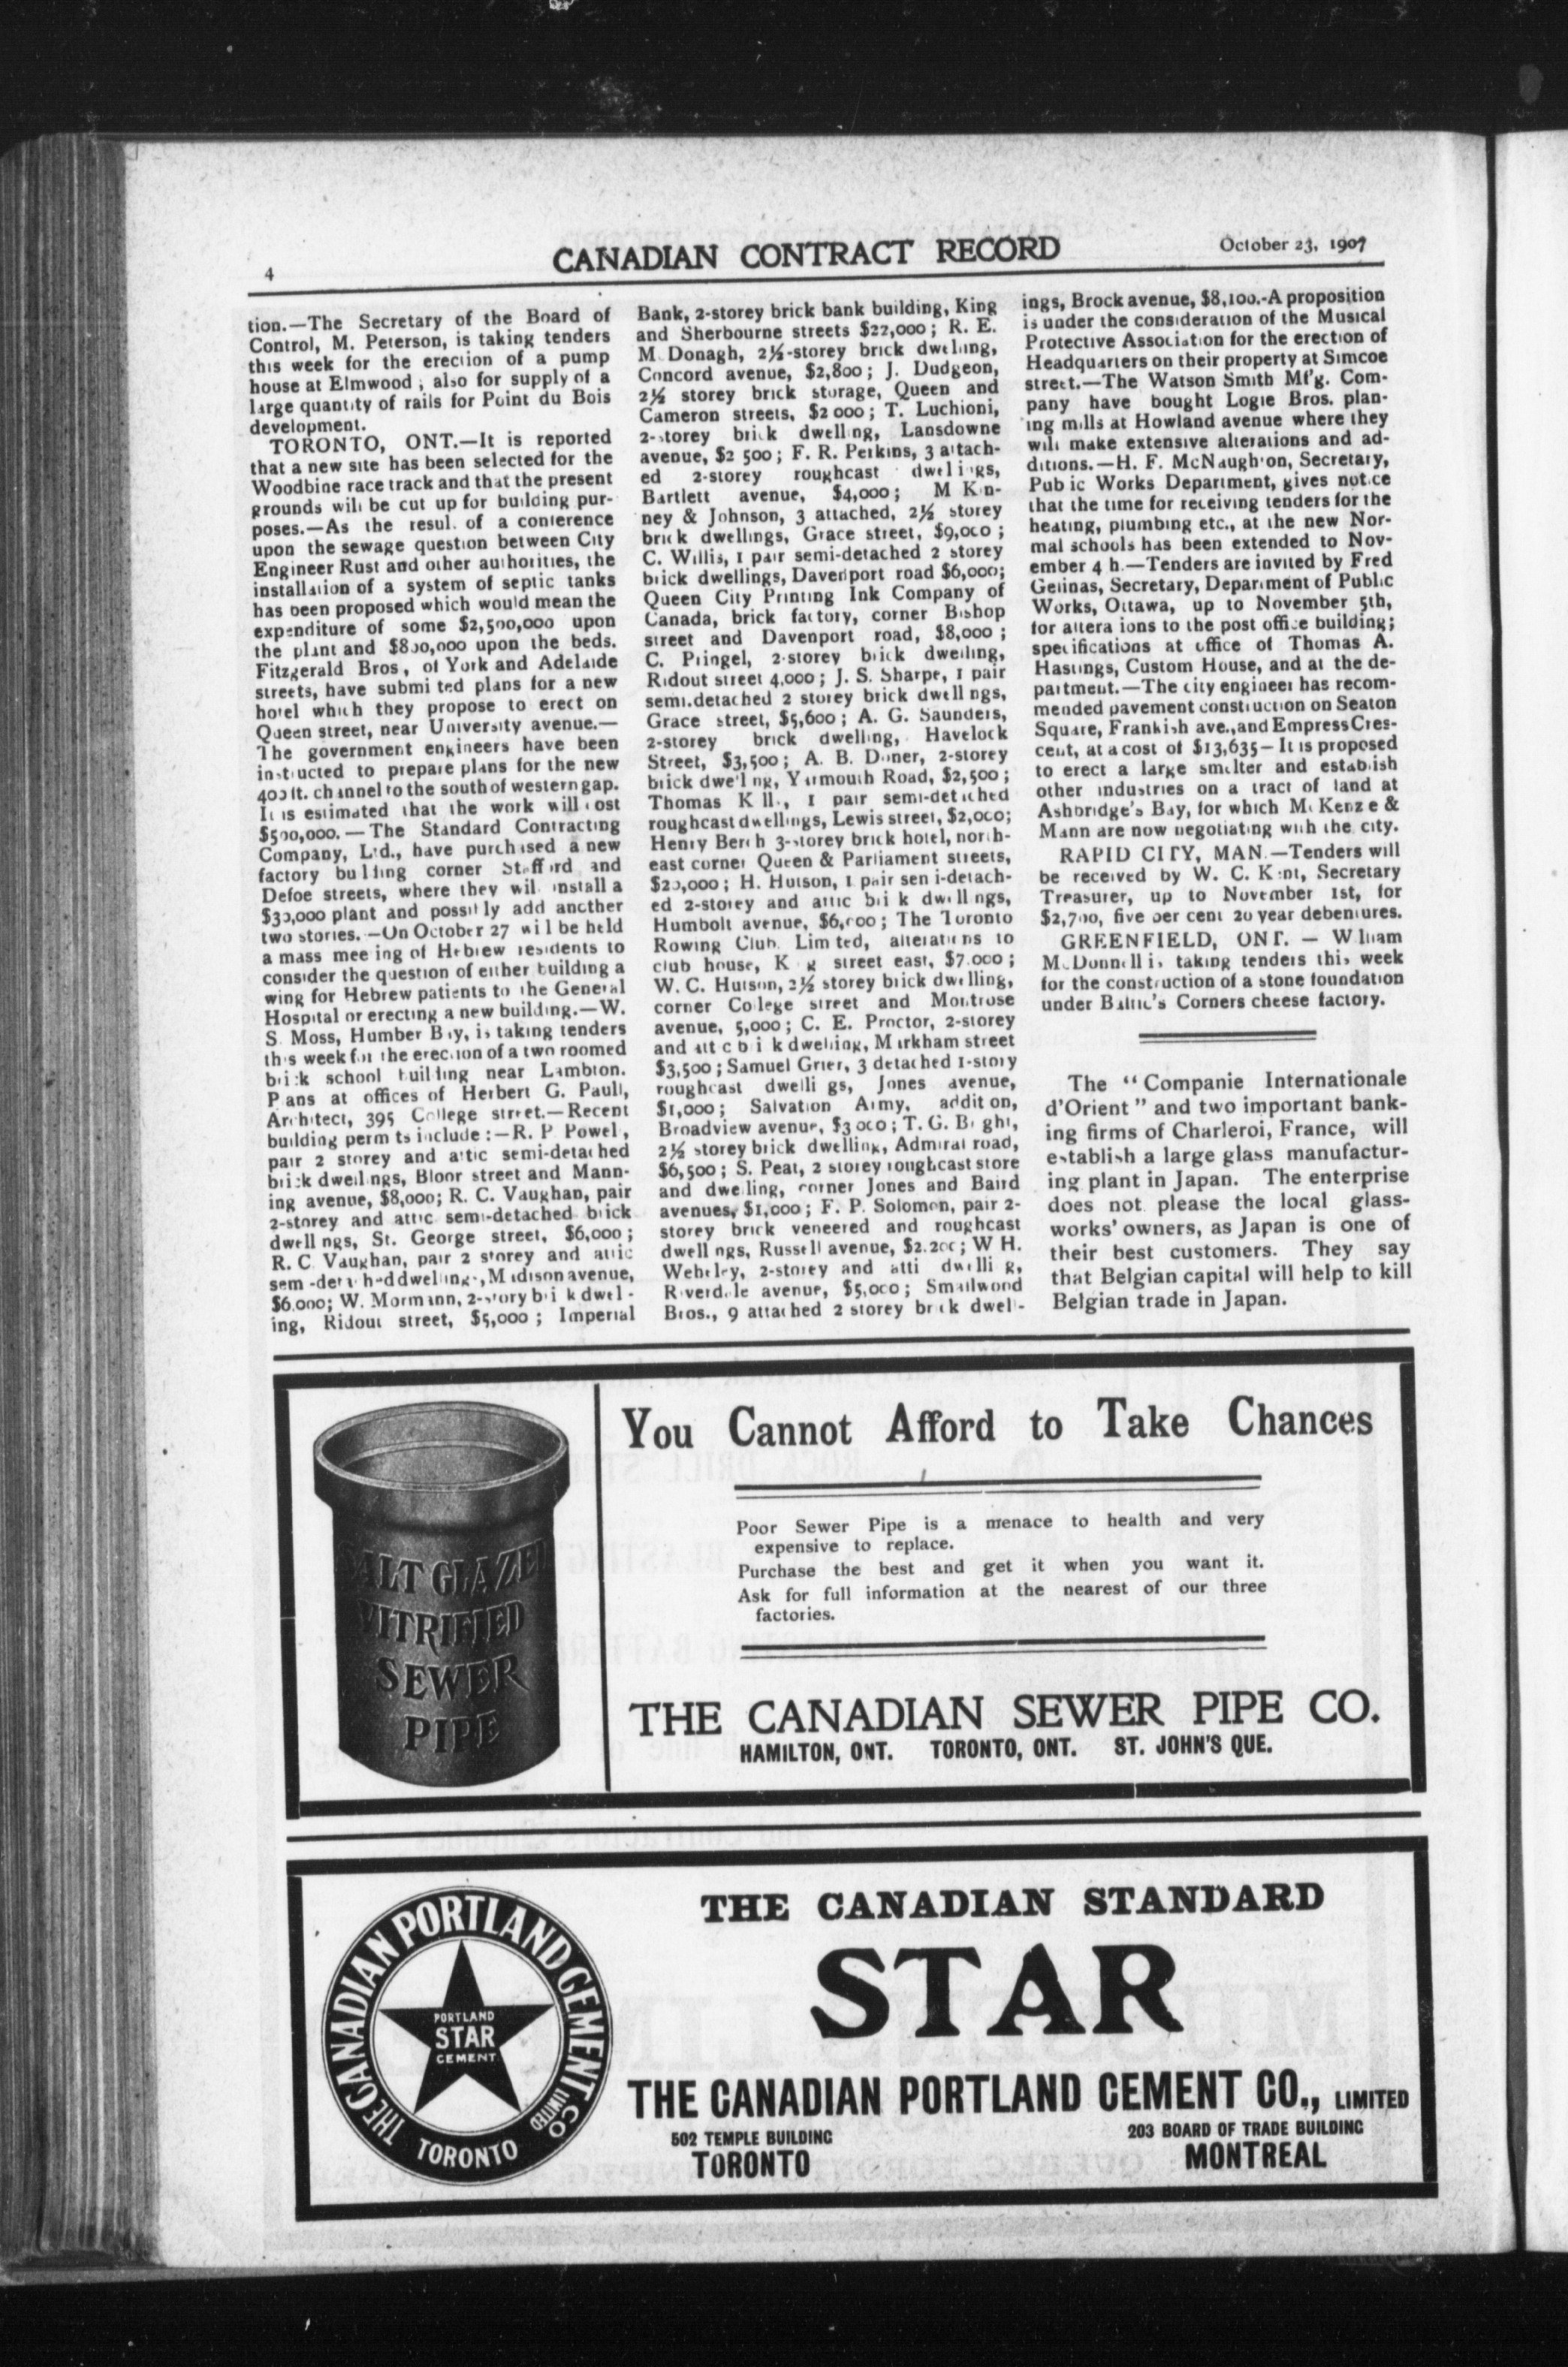 4
CANADIAN CONTRACT RECORD
October 23, 1907
tion.—The Secretary of the Board of
Control, M. Peterson, is taking tenders
this week for the erection of a pump
house at Elmwood; also for supply of a
large quantity of rails for Point du Bois
development.
TORONTO, ONT.—It is reported
that a new site has been selected for the
Woodbine race track and that the present
grounds will be cut up for building pur-
poses.—As the resul. of a conference
upon the sewage question between City
Engineer Rust and other authorities, the
installation of a system of septic tanks
has been proposed which would mean the
expenditure of some $2,500,000 upon
the plant and $800,000 upon the beds.
Fitzgerald Bros, of York and Adelaide
streets, have submi ted plans for a new
hotel which they propose to erect on
Queen street, near University avenue.—
The government engineers have been
instructed to prepare plans for the new
400 ft. channel to the south of western gap.
It is estimated that the work will cost
$500,000.—The Standard Contracting
Company, Ltd., have purchased a new
factory building corner Stafford and
Defoe streets, where they wil install a
$30,000 plant and possibly add another
two stories.—On October 27 wil be held
a mass mee ing of Hebrew residents to
consider the question of either building a
wing for Hebrew patients to the General
Hospital or erecting a new building.—W.
S. Moss, Humber Bay, is taking tenders
this week for the erec.ion of a two roomed
brick school building near Lambton.
P ans at offices of Herbert G. Paull,
Architect, 395 College street.—Recent
building perm ts include:—R. P. Powel,
pair 2 storey and attic semi-detached
brick dwellings, Bloor street and Mann-
ing avenue, $8,000; R. C. Vaughan, pair
2-storey and attic semi-detached brick
dwell ngs, St. George street, $6,000;
R. C. Vaughan, pair 2 storey and attic
sem -detached dwellings, Madison avenue,
$6.000; W. Mormann, 2-story bri k dwel-
ing, Ridout street, $5,000; Imperial
Bank, 2-storey brick bank building, King
and Sherbourne streets $22,000; R. E.
M Donagh, 2½-storey brick dwelling,
Concord avenue, $2,800; J. Dudgeon,
2½ storey brick storage, Queen and
Cameron streets, $2 000; T. Luchioni,
2-storey brick dwelling, Lansdowne
avenue, $2 500; F. R. Perkins, 3 attach-
ed 2-storey roughcast dwellings,
Bartlett avenue, $4,000; M Kin-
ney & Johnson, 3 attached, 2½ storey
brick dwellings, Grace street, $9,000;
C. Willis, 1 pair semi-detached 2 storey
brick dwellings, Davenport road $6,000;
Queen City Printing Ink Company of
Canada, brick factory, corner Bishop
street and Davenport road, $8,000;
C. Pringel, 2-storey brick dwelling,
Ridout street 4,000; J. S. Sharpe, 1 pair
semi.detached 2 storey brick dwell ngs,
Grace street, $5,600; A. G. Saunders,
2-storey brick dwelling, Havelock
Street, $3,500; A. B. Doner, 2-storey
brick dwell ng, Yarmouth Road, $2,500;
Thomas K ll, 1 pair semi-detached
roughcast dwellings, Lewis street, $2,000;
Henry Berch 3-storey brick hotel, north-
east corner Queen & Parliament streets,
$20,000; H. Hutson, 1 pair semi-detach-
ed 2-storey and attic bri k dwellngs,
Humbolt avenue, $6,000; The Toronto
Rowing Club. Lim ted, alterations to
club house, K g street east, $7.000;
W. C. Hutson, 2½ storey brick dwelling,
corner College street and Montrose
avenue, 5,000; C. E. Proctor, 2-storey
and att c b i k dwelling, Markham street
$3,500; Samuel Grier, 3 detached 1-story
roughcast dwelli gs, Jones avenue,
$1,000; Salvation Army, addit on,
Broadview avenue, $3 000; T. G. Bright,
2½ storey brick dwelling, Admiral road,
$6,500; S. Peat, 2 storey roughcast store
and dwelling, corner Jones and Baird
avenues, $1,000; F. P. Solomon, pair 2-
storey brick veneered and roughcast
dwell ngs, Russell avenue, $2.200; W H.
Weberley, 2-storey and atti dwelli g,
Riverdale avenue, $5,000; Smallwood
Bros., 9 attached 2 storey brick dwel-
ings, Brock avenue, $8,100.-A proposition
is under the consideration of the Musical
Protective Association for the erection of
Headquarters on their property at Simcoe
street.—The Watson Smith Mf'g. Com-
pany have bought Logie Bros. plan-
ing mills at Howland avenue where they
will make extensive alterations and ad-
ditions.—H. F. McNaughton, Secretary,
Pub ic Works Department, gives notice
that the time for receiving tenders for the
heating, plumbing etc., at the new Nor-
mal schools has been extended to Nov-
ember 4 h.—Tenders are invited by Fred
Gelinas, Secretary, Department of Public
Works, Ottawa, up to November 5th,
for altera ions to the post office building;
specifications at office of Thomas A.
Hastings, Custom House, and at the de-
partment.—The city engineer has recom-
mended pavement construction on Seaton
Square, Frankish ave., and Empress Cres-
cent, at a cost of $13,635—It is proposed
to erect a large smelter and establish
other industries on a tract of land at
Ashbridge's Bay, for which McKenzie &
Mann are now negotiating with the city.
RAPID CITY, MAN.—Tenders will
be received by W. C. Kent, Secretary
Treasurer, up to November 1st, for
$2,700, five per cent 20 year debentures.
GREENFIELD, ONT. — William
McDonnell is taking tenders this week
for the construction of a stone foundation
under Baltic's Corners cheese factory.
The "Companie Internationale
d'Orient" and two important bank-
ing firms of Charleroi, France, will
establish a large glass manufactur-
ing plant in Japan. The enterprise
does not please the local glass-
works' owners, as Japan is one of
their best customers. They say
that Belgian capital will help to kill
Belgian trade in Japan.
SALT GLAZED
VITRIFIED
SEWER
PIPE
You Cannot Afford to Take Chances
Poor Sewer Pipe is a menace to health and very
expensive to replace.
Purchase the best and get it when you want it.
Ask for full information at the nearest of our three
factories.
THE CANADIAN SEWER PIPE CO.
HAMILTON, ONT. TORONTO, ONT. ST. JOHN'S QUE.
THE CANADIAN PORTLAND CEMENT CO LIMITED
TORONTO
PORTLAND
STAR
CEMENT
THE CANADIAN STANDARD
STAR
THE CANADIAN PORTLAND CEMENT CO., LIMITED
502 TEMPLE BUILDING
TORONTO
203 BOARD OF TRADE BUILDING
MONTREAL